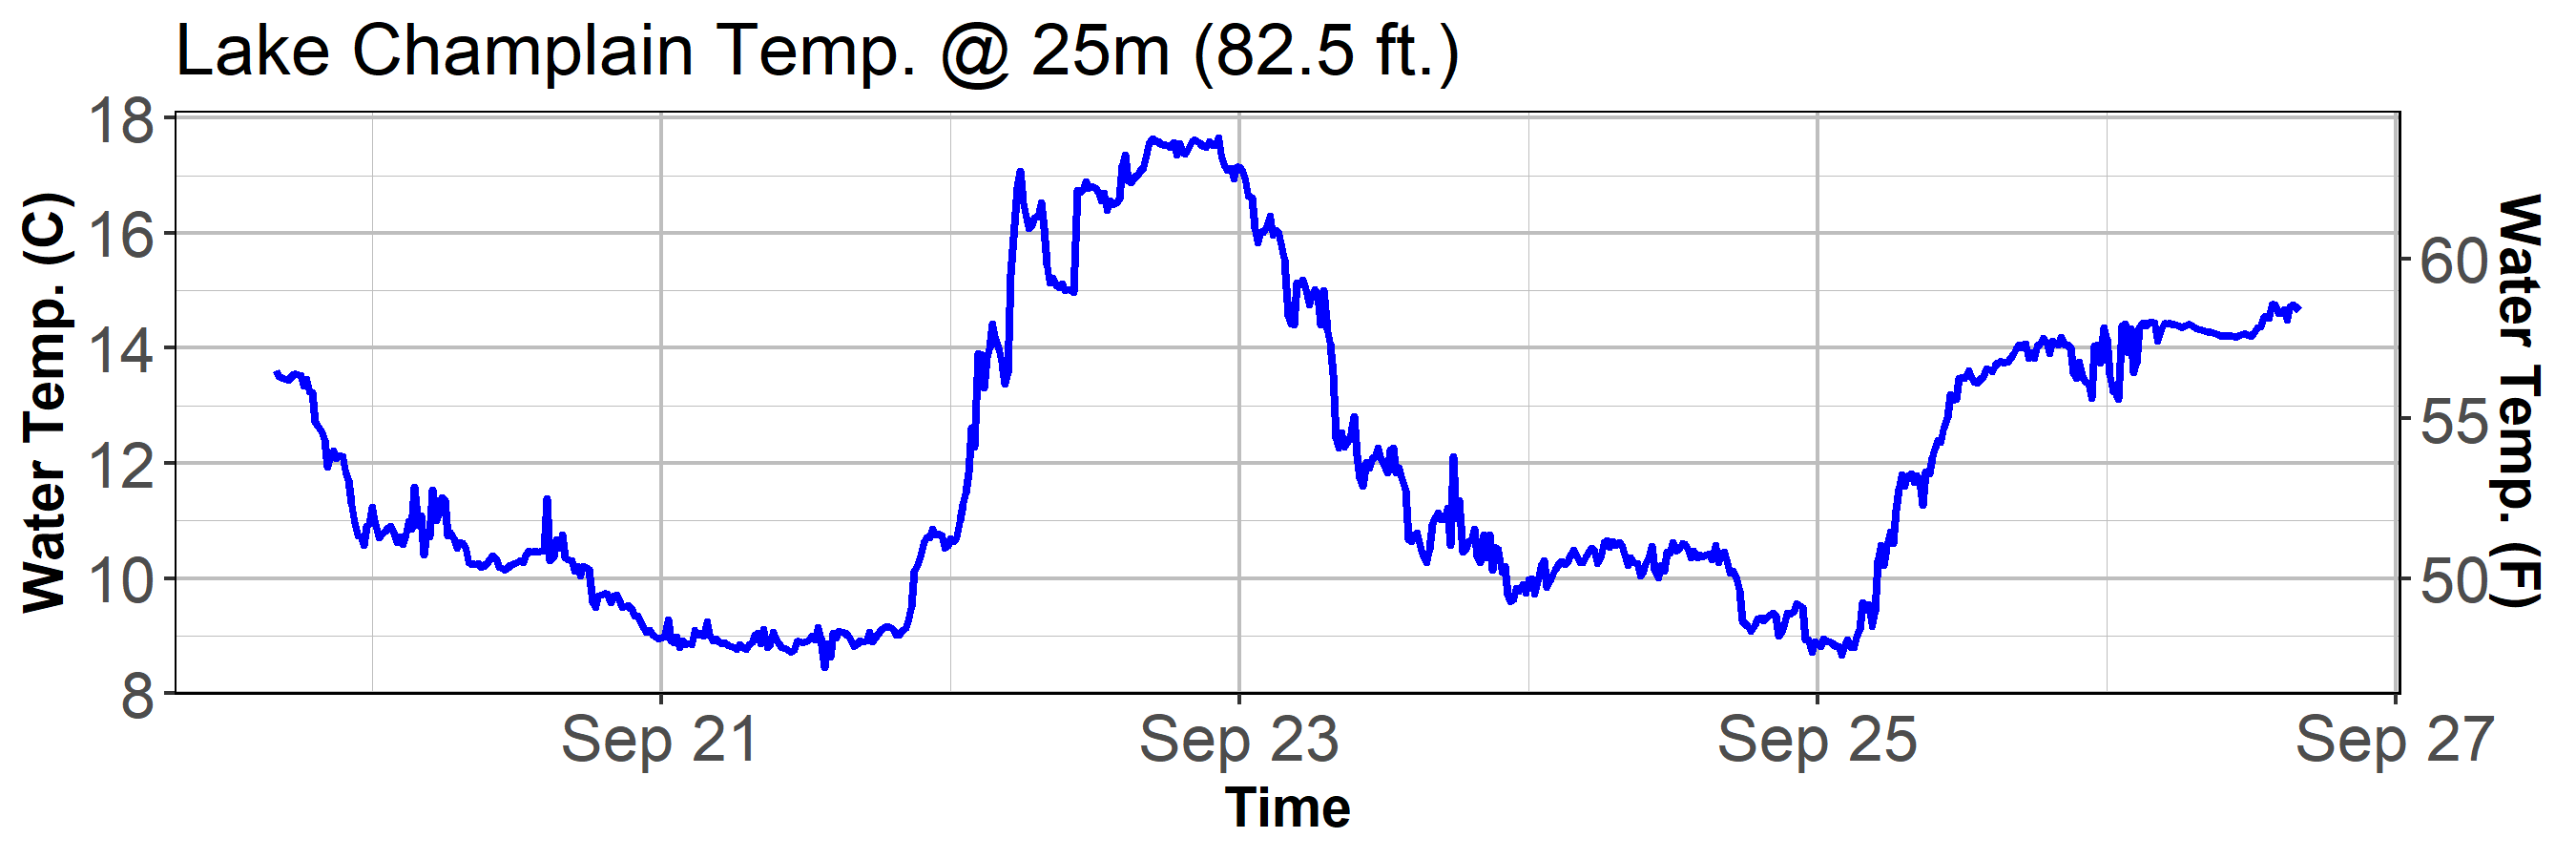 Lake Champlain Temp. @ 25m (82.5 ft.)
Water Temp. (C)
18
16
14
12
10
8
60
55
50
Water Temp. (F)
Sep 21
Sep 23
Sep 25
Sep 27
Time